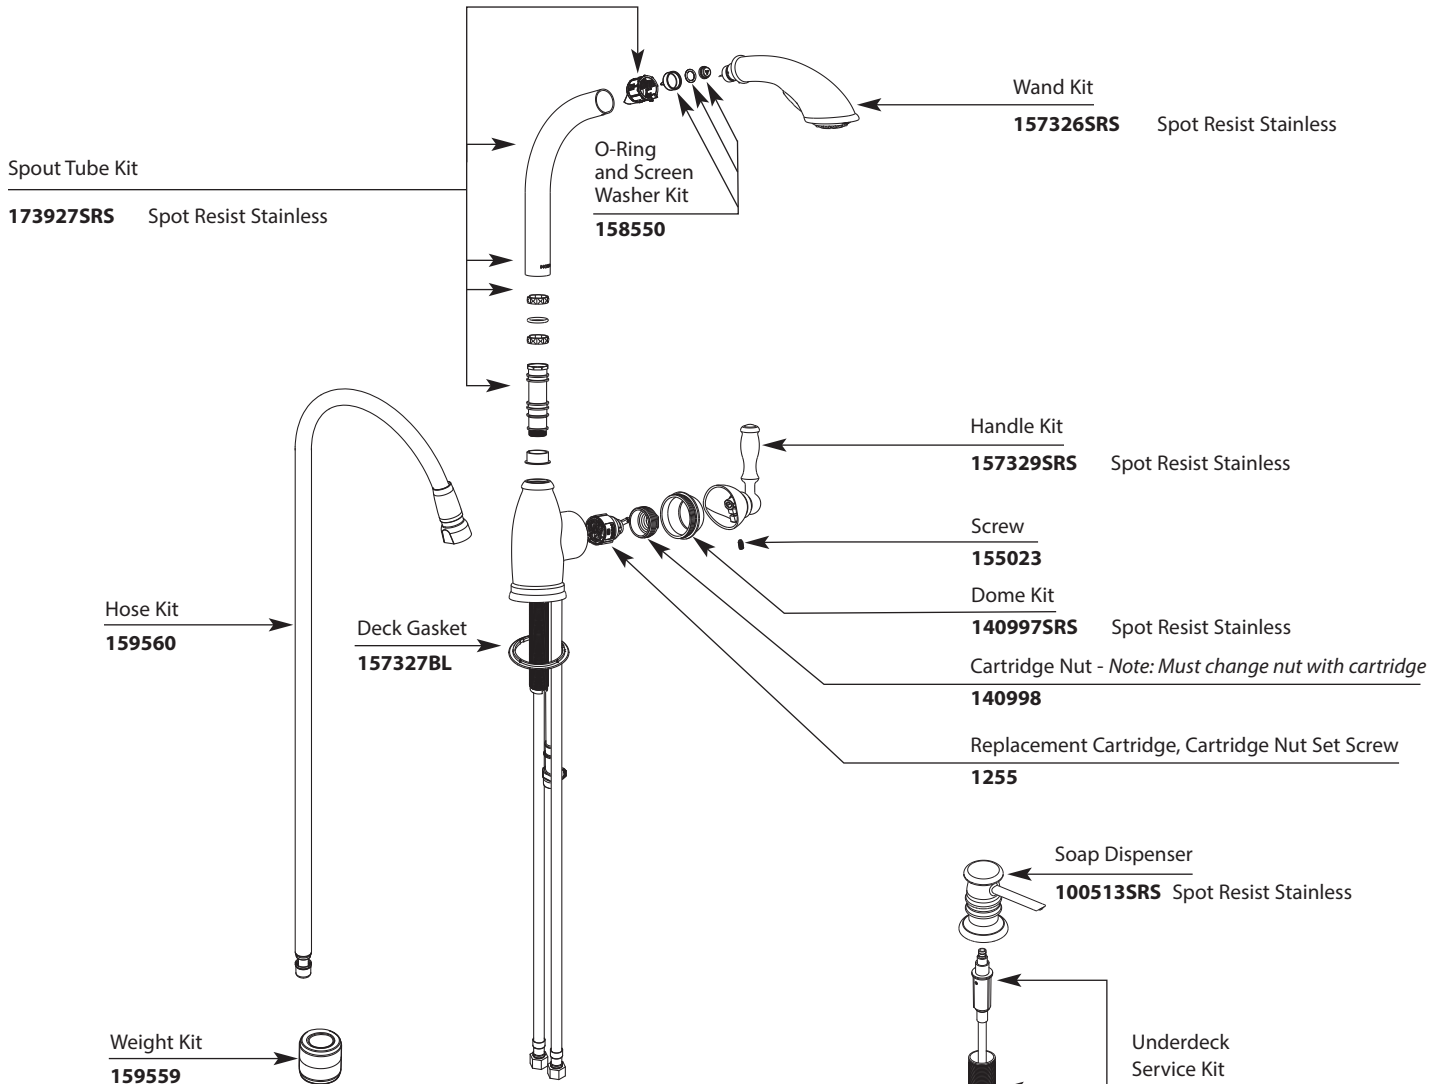 Wand Kit
157326SRS Spot Resist Stainless
O-Ring
and Screen
Washer Kit
158550
Spout Tube Kit
173927SRS Spot Resist Stainless
Handle Kit
157329SRS Spot Resist Stainless
Screw
155023
Dome Kit
140997SRS Spot Resist Stainless
Hose Kit
159560
Deck Gasket
157327BL
Cartridge Nut - Note: Must change nut with cartridge
140998
Replacement Cartridge, Cartridge Nut Set Screw
1255
Soap Dispenser
100513SRS Spot Resist Stainless
Weight Kit
159559
Underdeck
Service Kit